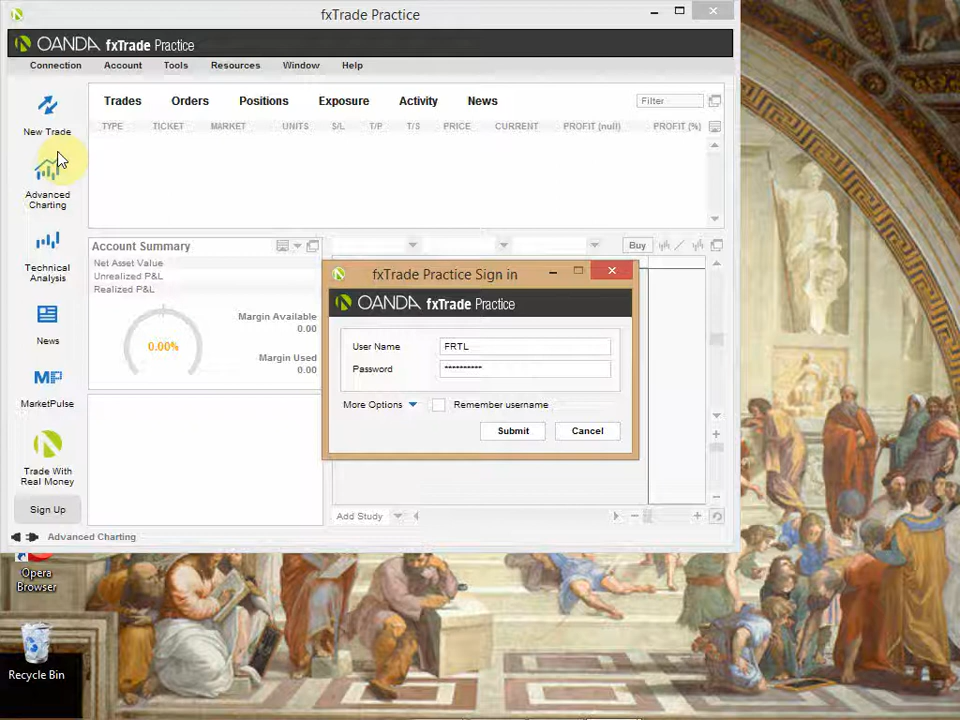 fxTrade Practice
OANDA fxTrade Practice
Connection Account Tools Resources Window Help
New Trade
Advanced
Charting
Technical
Analysis
News
MarketPulse
Trade With
Real Money
Sign Up
Trades Orders Positions Exposure Activity News Filter
TYPE TICKET MARKET UNITS S/L T/P T/S PRICE CURRENT PROFIT (null) PROFIT (%)
Account Summary
Net Asset Value
Unrealized P&L
Realized P&L
0.00%
Margin Available
0.00
Margin Used
0.00
Buy
fxTrade Practice Sign in
OANDA fxTrade Practice
User Name FRTL
Password **********
More Options Remember username
Submit Cancel
Add Study
Advanced Charting
Opera
Browser
Recycle Bin